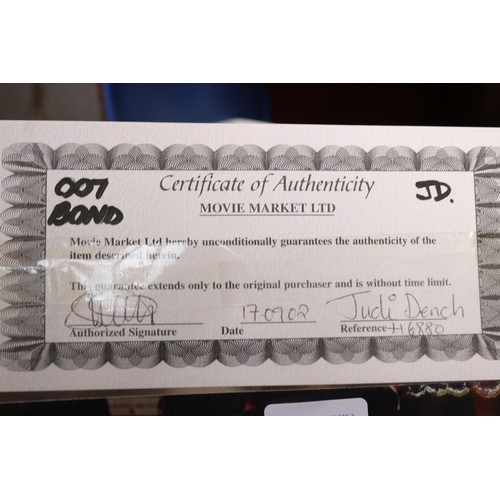 007
BOND
Certificate of Authenticity
JD.
MOVIE MARKET LTD
Movie Market Ltd hereby unconditionally guarantees the authenticity of the
item described herein.
This guarantee extends only to the original purchaser and is without time limit.
170902 Judi Dench
Authorized Signature Date Reference H6880